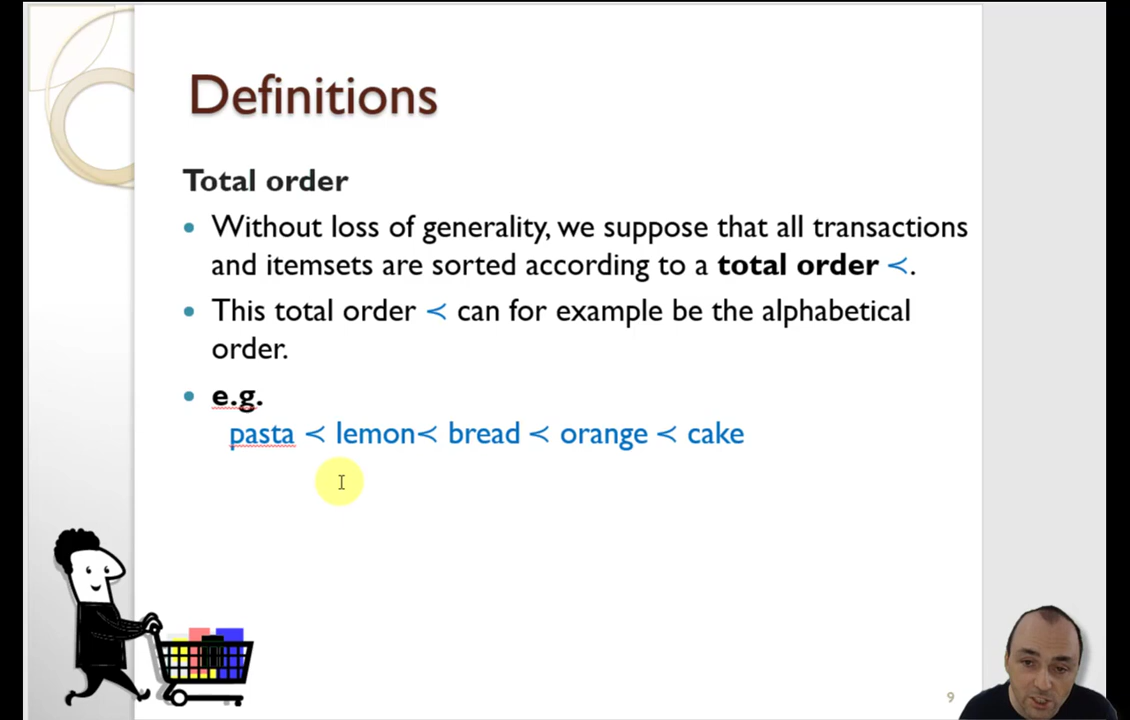 Definitions
Total order
• Without loss of generality, we suppose that all transactions
and itemsets are sorted according to a total order ≺.
• This total order ≺ can for example be the alphabetical
order.
• e.g.
pasta ≺ lemon≺ bread ≺ orange ≺ cake
9